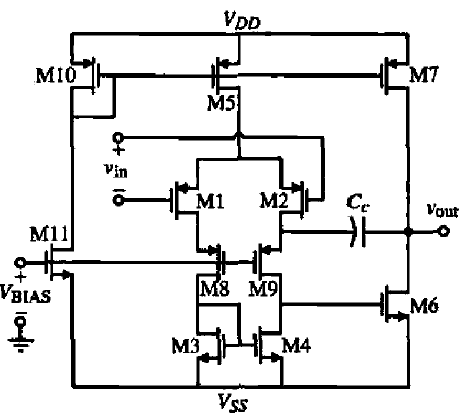 V_DD
M10
M5
M7
+
v_in
−
M1
M2
C_c
v_out
M11
+
V_BIAS
−
M8
M9
M6
M3
M4
V_SS